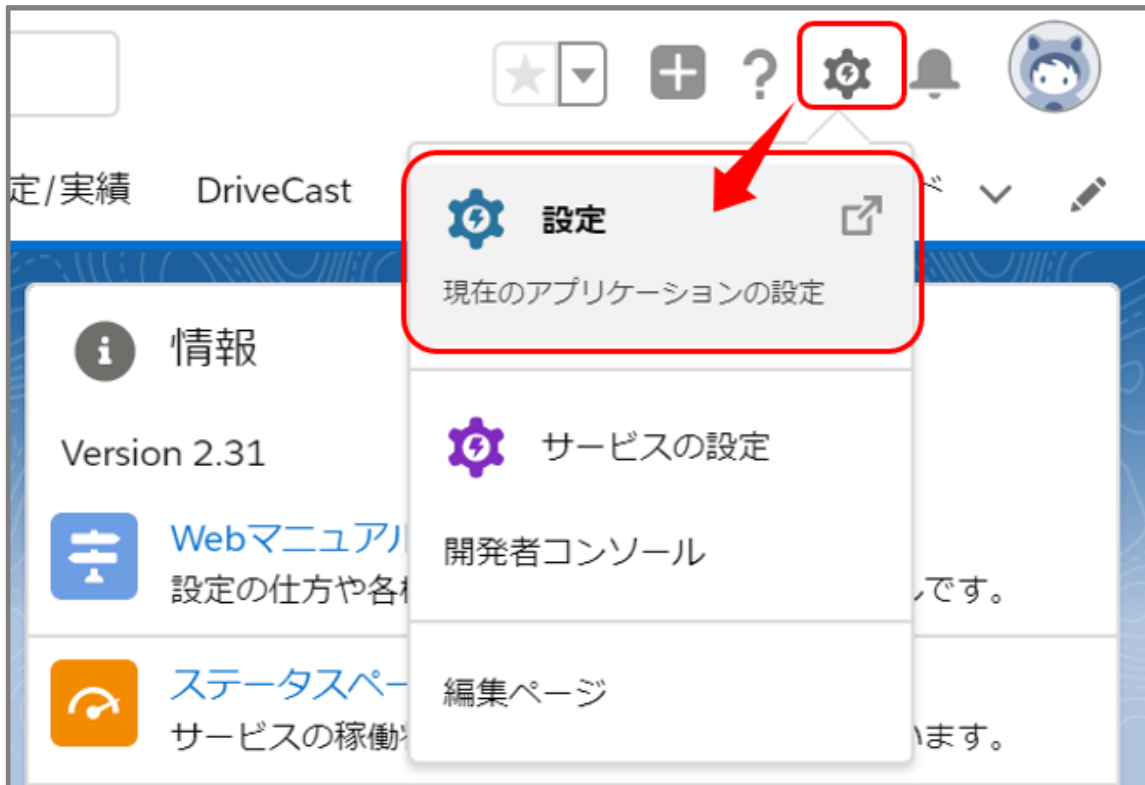 定/実績 DriveCast
設定
現在のアプリケーションの設定
情報
Version 2.31
サービスの設定
Webマニュアル
設定の仕方や各 です。
開発者コンソール
ステータスペー
サービスの稼働 います。
編集ページ